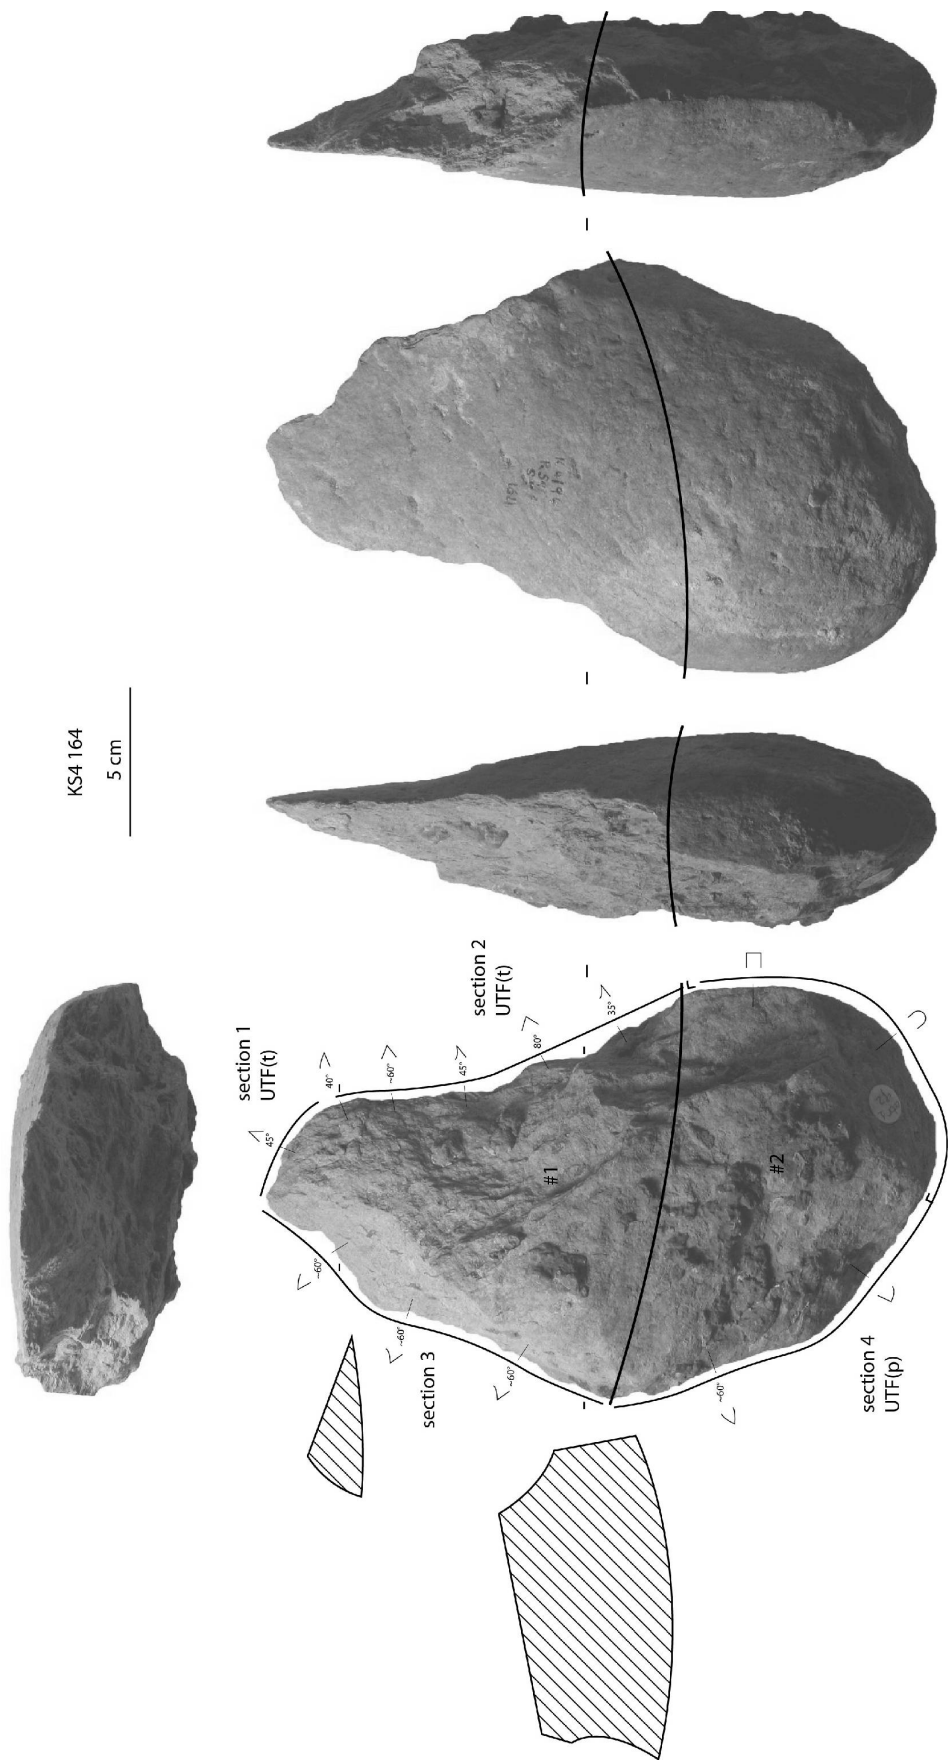 KS4 164
5 cm
section 1
UTF(t)
section 2
UTF(t)
45°
40°
~60°
45°
80°
35°
~60°
~60°
~60°
section 3
#1
#2
~60°
section 4
UTF(p)